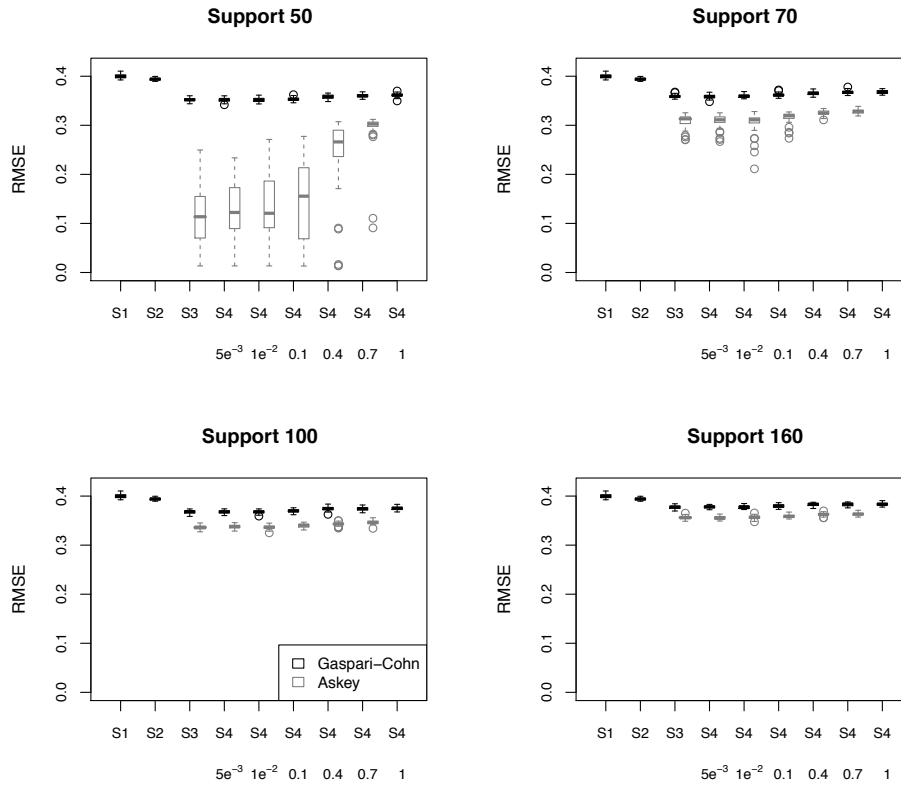 Support 50
RMSE
0.4
0.3
0.2
0.1
0.0
S1 S2 S3 S4 S4 S4 S4 S4 S4
5e⁻³ 1e⁻² 0.1 0.4 0.7 1
Support 70
RMSE
0.4
0.3
0.2
0.1
0.0
S1 S2 S3 S4 S4 S4 S4 S4 S4
5e⁻³ 1e⁻² 0.1 0.4 0.7 1
Support 100
RMSE
0.4
0.3
0.2
0.1
0.0
Gaspari−Cohn
Askey
S1 S2 S3 S4 S4 S4 S4 S4 S4
5e⁻³ 1e⁻² 0.1 0.4 0.7 1
Support 160
RMSE
0.4
0.3
0.2
0.1
0.0
S1 S2 S3 S4 S4 S4 S4 S4 S4
5e⁻³ 1e⁻² 0.1 0.4 0.7 1